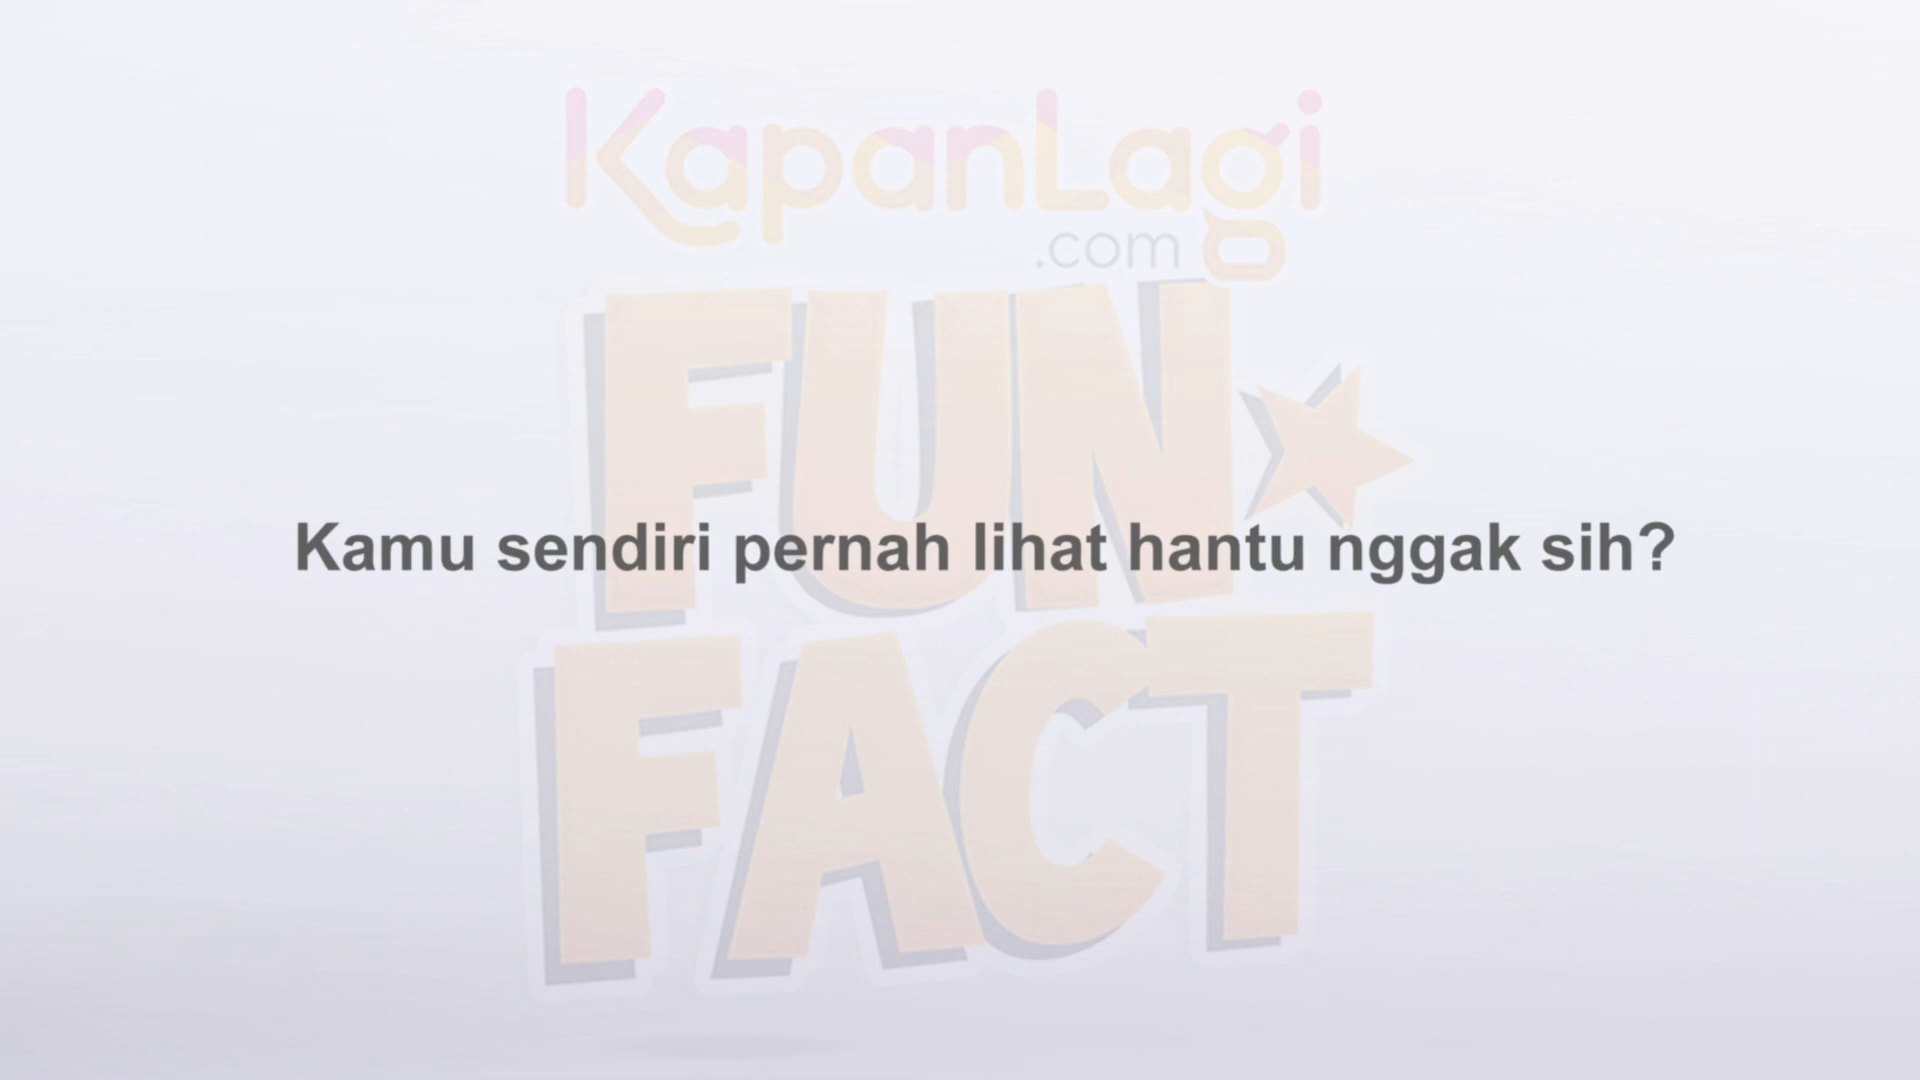 KapanLagi
.com
FUN
Kamu sendiri pernah lihat hantu nggak sih?
FACT